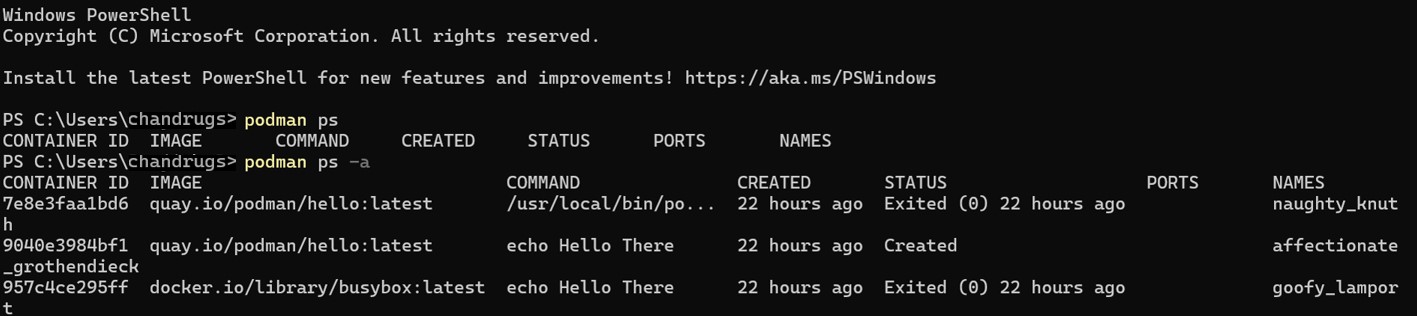 Windows PowerShell
Copyright (C) Microsoft Corporation. All rights reserved.
Install the latest PowerShell for new features and improvements! https://aka.ms/PSWindows
PS C:\Users\chandrugs> podman ps
CONTAINER ID  IMAGE       COMMAND     CREATED     STATUS      PORTS       NAMES
PS C:\Users\chandrugs> podman ps -a
CONTAINER ID  IMAGE                             COMMAND               CREATED       STATUS                   PORTS       NAMES
7e8e3faa1bd6  quay.io/podman/hello:latest       /usr/local/bin/po...  22 hours ago  Exited (0) 22 hours ago              naughty_knut
h
9040e3984bf1  quay.io/podman/hello:latest       echo Hello There      22 hours ago  Created                              affectionate
_grothendieck
957c4ce295ff  docker.io/library/busybox:latest  echo Hello There      22 hours ago  Exited (0) 22 hours ago              goofy_lampor
t